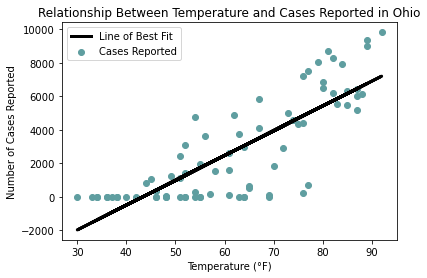 Relationship Between Temperature and Cases Reported in Ohio
Line of Best Fit
Cases Reported
10000
8000
6000
4000
2000
0
−2000
Number of Cases Reported
30 40 50 60 70 80 90
Temperature (°F)